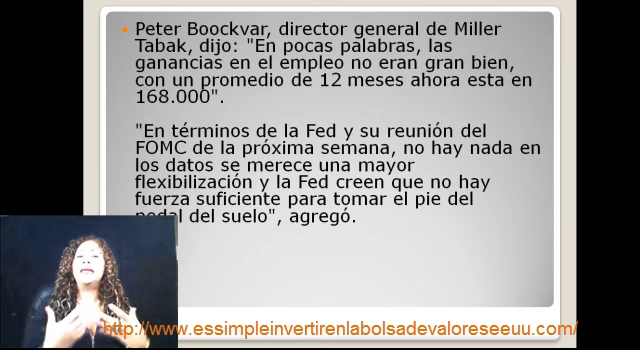 Peter Boockvar, director general de Miller
Tabak, dijo: "En pocas palabras, las
ganancias en el empleo no eran gran bien,
con un promedio de 12 meses ahora esta en
168.000".
"En términos de la Fed y su reunión del
FOMC de la próxima semana, no hay nada en
los datos se merece una mayor
flexibilización y la Fed creen que no hay
fuerza suficiente para tomar el pie del
pedal del suelo", agregó.
http://www.essimpleinvertirenlabolsadevaloreseeuu.com/